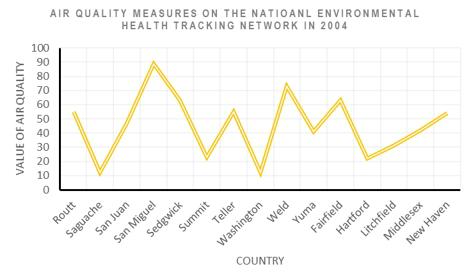 AIR QUALITY MEASURES ON THE NATIOANL ENVIRONMENTAL
HEALTH TRACKING NETWORK IN 2004
VALUE OF AIR QUALITY
100
90
80
70
60
50
40
30
20
10
0
Routt
Saguache
San Juan
San Miguel
Sedgwick
Summit
Teller
Washington
Weld
Yuma
Fairfield
Hartford
Litchfield
Middlesex
New Haven
COUNTRY